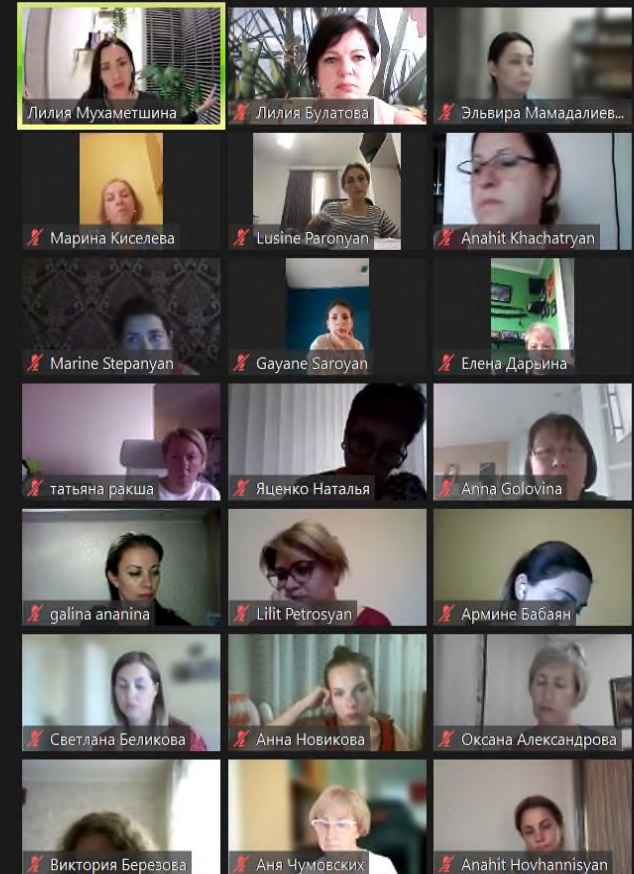 Лилия Мухаметшина
Лилия Булатова
Эльвира Мамадалиев...
Марина Киселева
Lusine Paronyan
Anahit Khachatryan
Marine Stepanyan
Gayane Saroyan
Елена Дарьина
татьяна ракша
Яценко Наталья
Anna Golovina
galina ananina
Lilit Petrosyan
Армине Бабаян
Светлана Беликова
Анна Новикова
Оксана Александрова
Виктория Березова
Аня Чумовских
Anahit Hovhannisyan